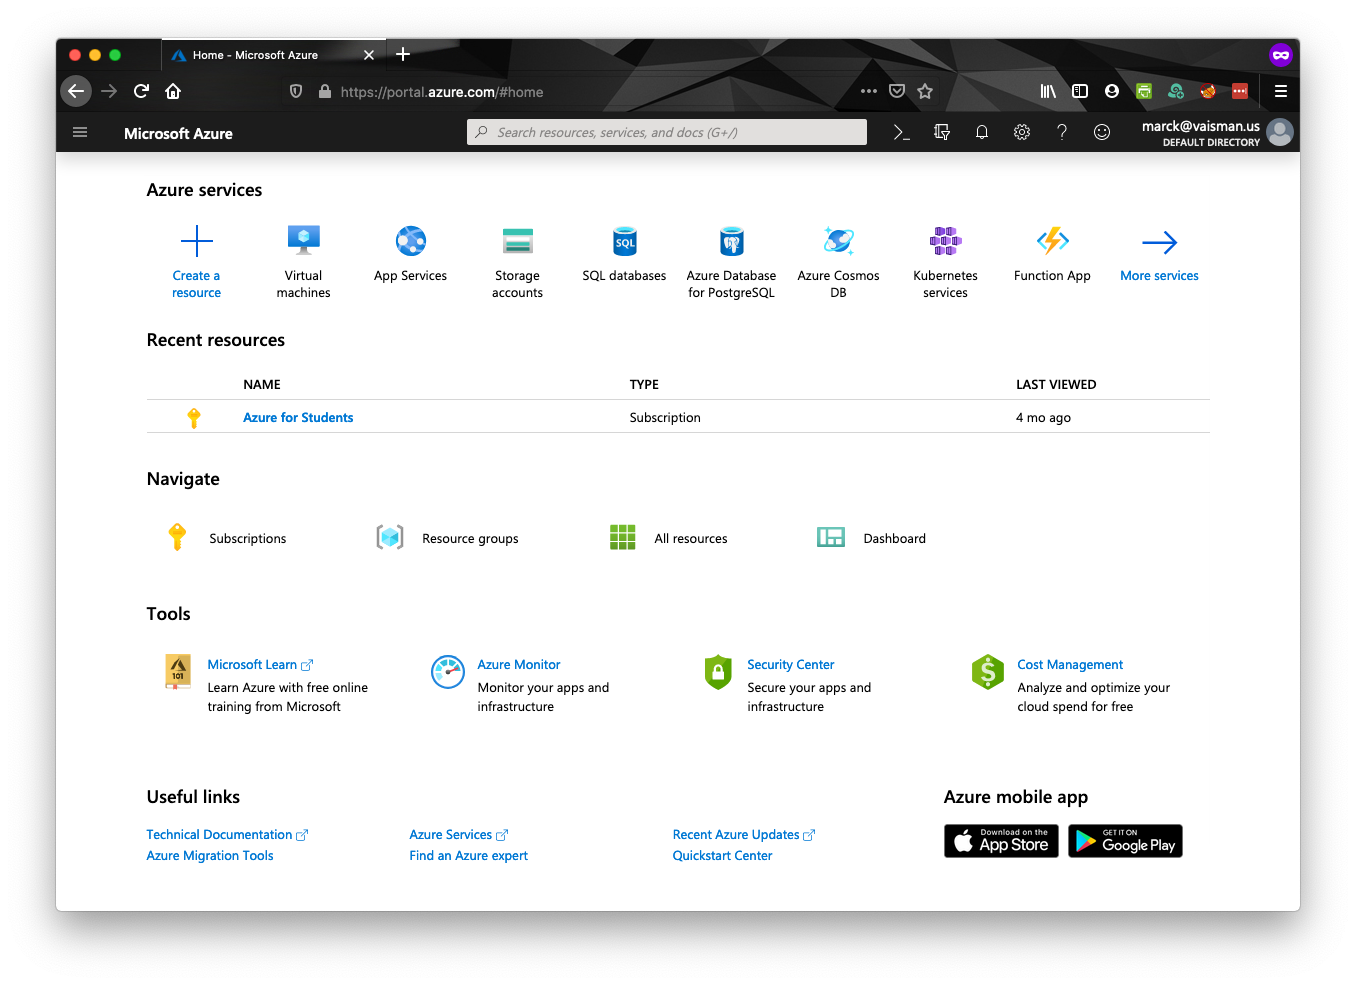 Home - Microsoft Azure
https://portal.azure.com/#home
Microsoft Azure
Search resources, services, and docs (G+/)
marck@vaisman.us
DEFAULT DIRECTORY
Azure services
Create a
resource
Virtual
machines
App Services
Storage
accounts
SQL
SQL databases
Azure Database
for PostgreSQL
Azure Cosmos
DB
Kubernetes
services
Function App
More services
Recent resources
NAME TYPE LAST VIEWED
Azure for Students Subscription 4 mo ago
Navigate
Subscriptions Resource groups All resources Dashboard
Tools
101
Microsoft Learn
Learn Azure with free online
training from Microsoft
Azure Monitor
Monitor your apps and
infrastructure
Security Center
Secure your apps and
infrastructure
Cost Management
Analyze and optimize your
cloud spend for free
Useful links
Technical Documentation Azure Services Recent Azure Updates
Azure Migration Tools Find an Azure expert Quickstart Center
Azure mobile app
Download on the
App Store
GET IT ON
Google Play